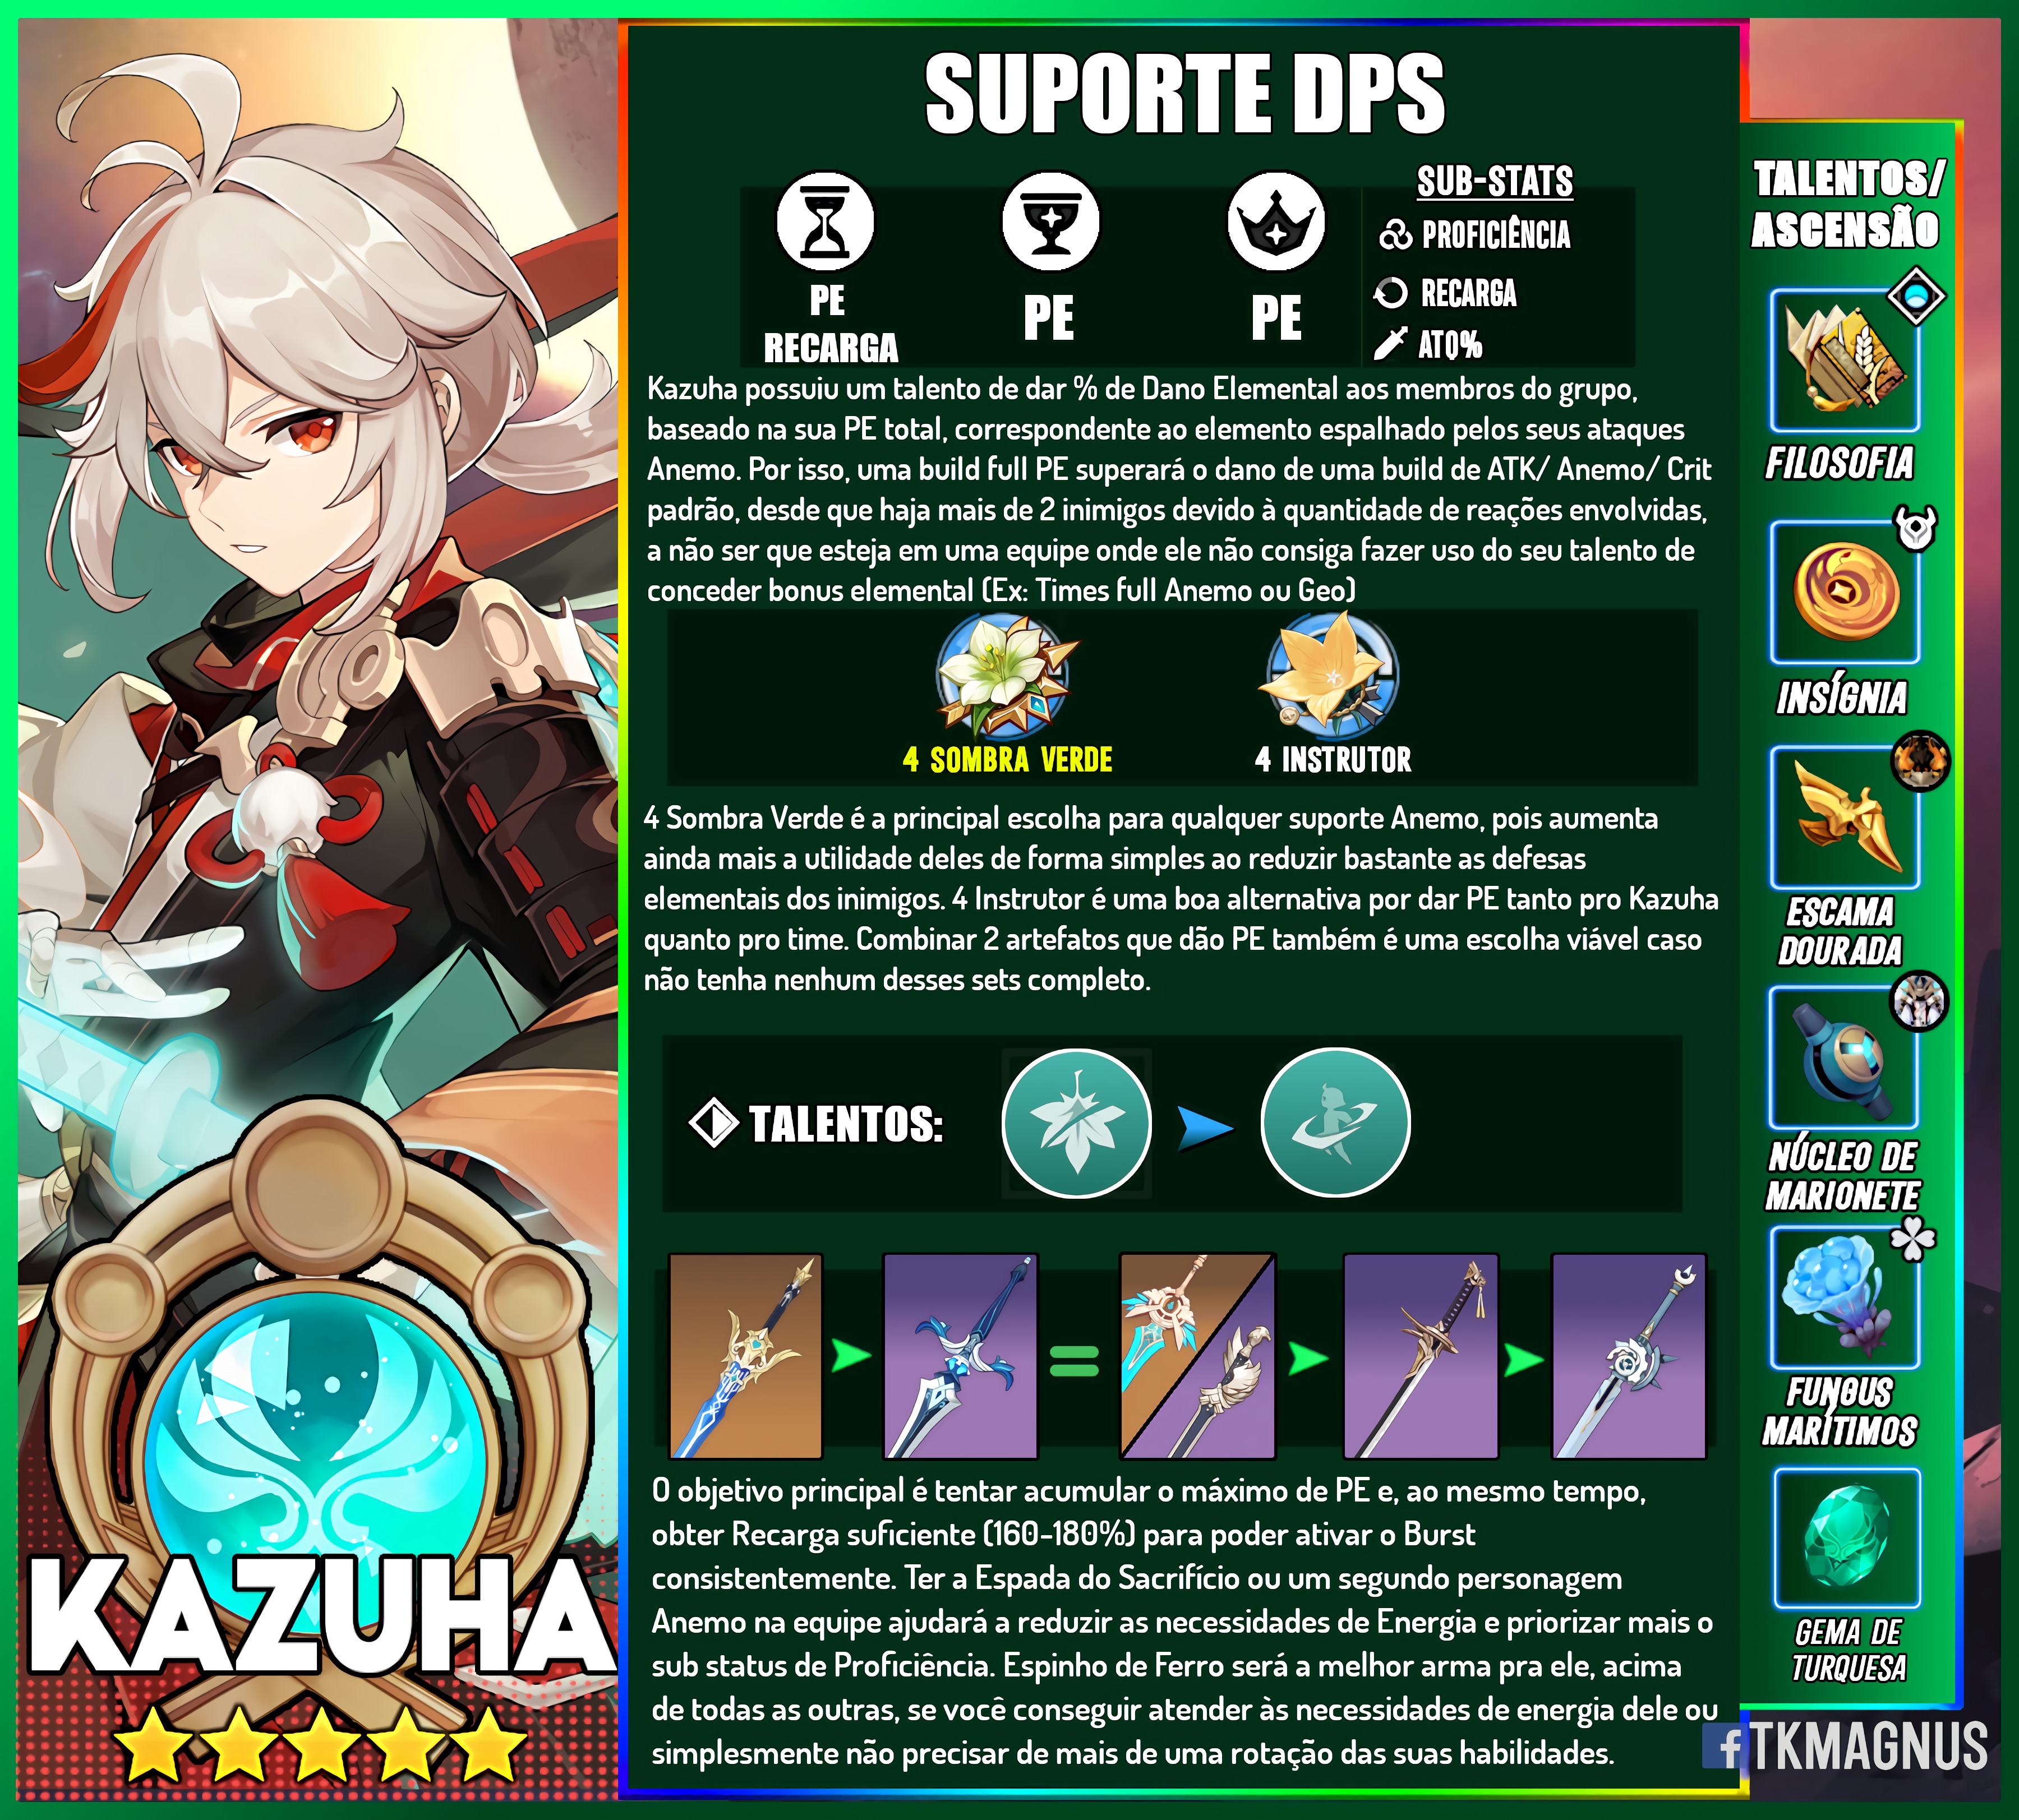 SUPORTE DPS
PE
RECARGA
PE
PE
SUB-STATS
PROFICIÊNCIA
RECARGA
ATQ%
Kazuha possuiu um talento de dar % de Dano Elemental aos membros do grupo,
baseado na sua PE total, correspondente ao elemento espalhado pelos seus ataques
Anemo. Por isso, uma build full PE superará o dano de uma build de ATK/ Anemo/ Crit
padrão, desde que haja mais de 2 inimigos devido à quantidade de reações envolvidas,
a não ser que esteja em uma equipe onde ele não consiga fazer uso do seu talento de
conceder bonus elemental (Ex: Times full Anemo ou Geo)
4 SOMBRA VERDE
4 INSTRUTOR
4 Sombra Verde é a principal escolha para qualquer suporte Anemo, pois aumenta
ainda mais a utilidade deles de forma simples ao reduzir bastante as defesas
elementais dos inimigos. 4 Instrutor é uma boa alternativa por dar PE tanto pro Kazuha
quanto pro time. Combinar 2 artefatos que dão PE também é uma escolha viável caso
não tenha nenhum desses sets completo.
TALENTOS:
O objetivo principal é tentar acumular o máximo de PE e, ao mesmo tempo,
obter Recarga suficiente (160-180%) para poder ativar o Burst
consistentemente. Ter a Espada do Sacrifício ou um segundo personagem
Anemo na equipe ajudará a reduzir as necessidades de Energia e priorizar mais o
sub status de Proficiência. Espinho de Ferro será a melhor arma pra ele, acima
de todas as outras, se você conseguir atender às necessidades de energia dele ou
simplesmente não precisar de mais de uma rotação das suas habilidades.
TALENTOS/
ASCENSÃO
FILOSOFIA
INSÍGNIA
ESCAMA
DOURADA
NÚCLEO DE
MARIONETE
FUNGUS
MARÍTIMOS
GEMA DE
TURQUESA
KAZUHA
f TKMAGNUS